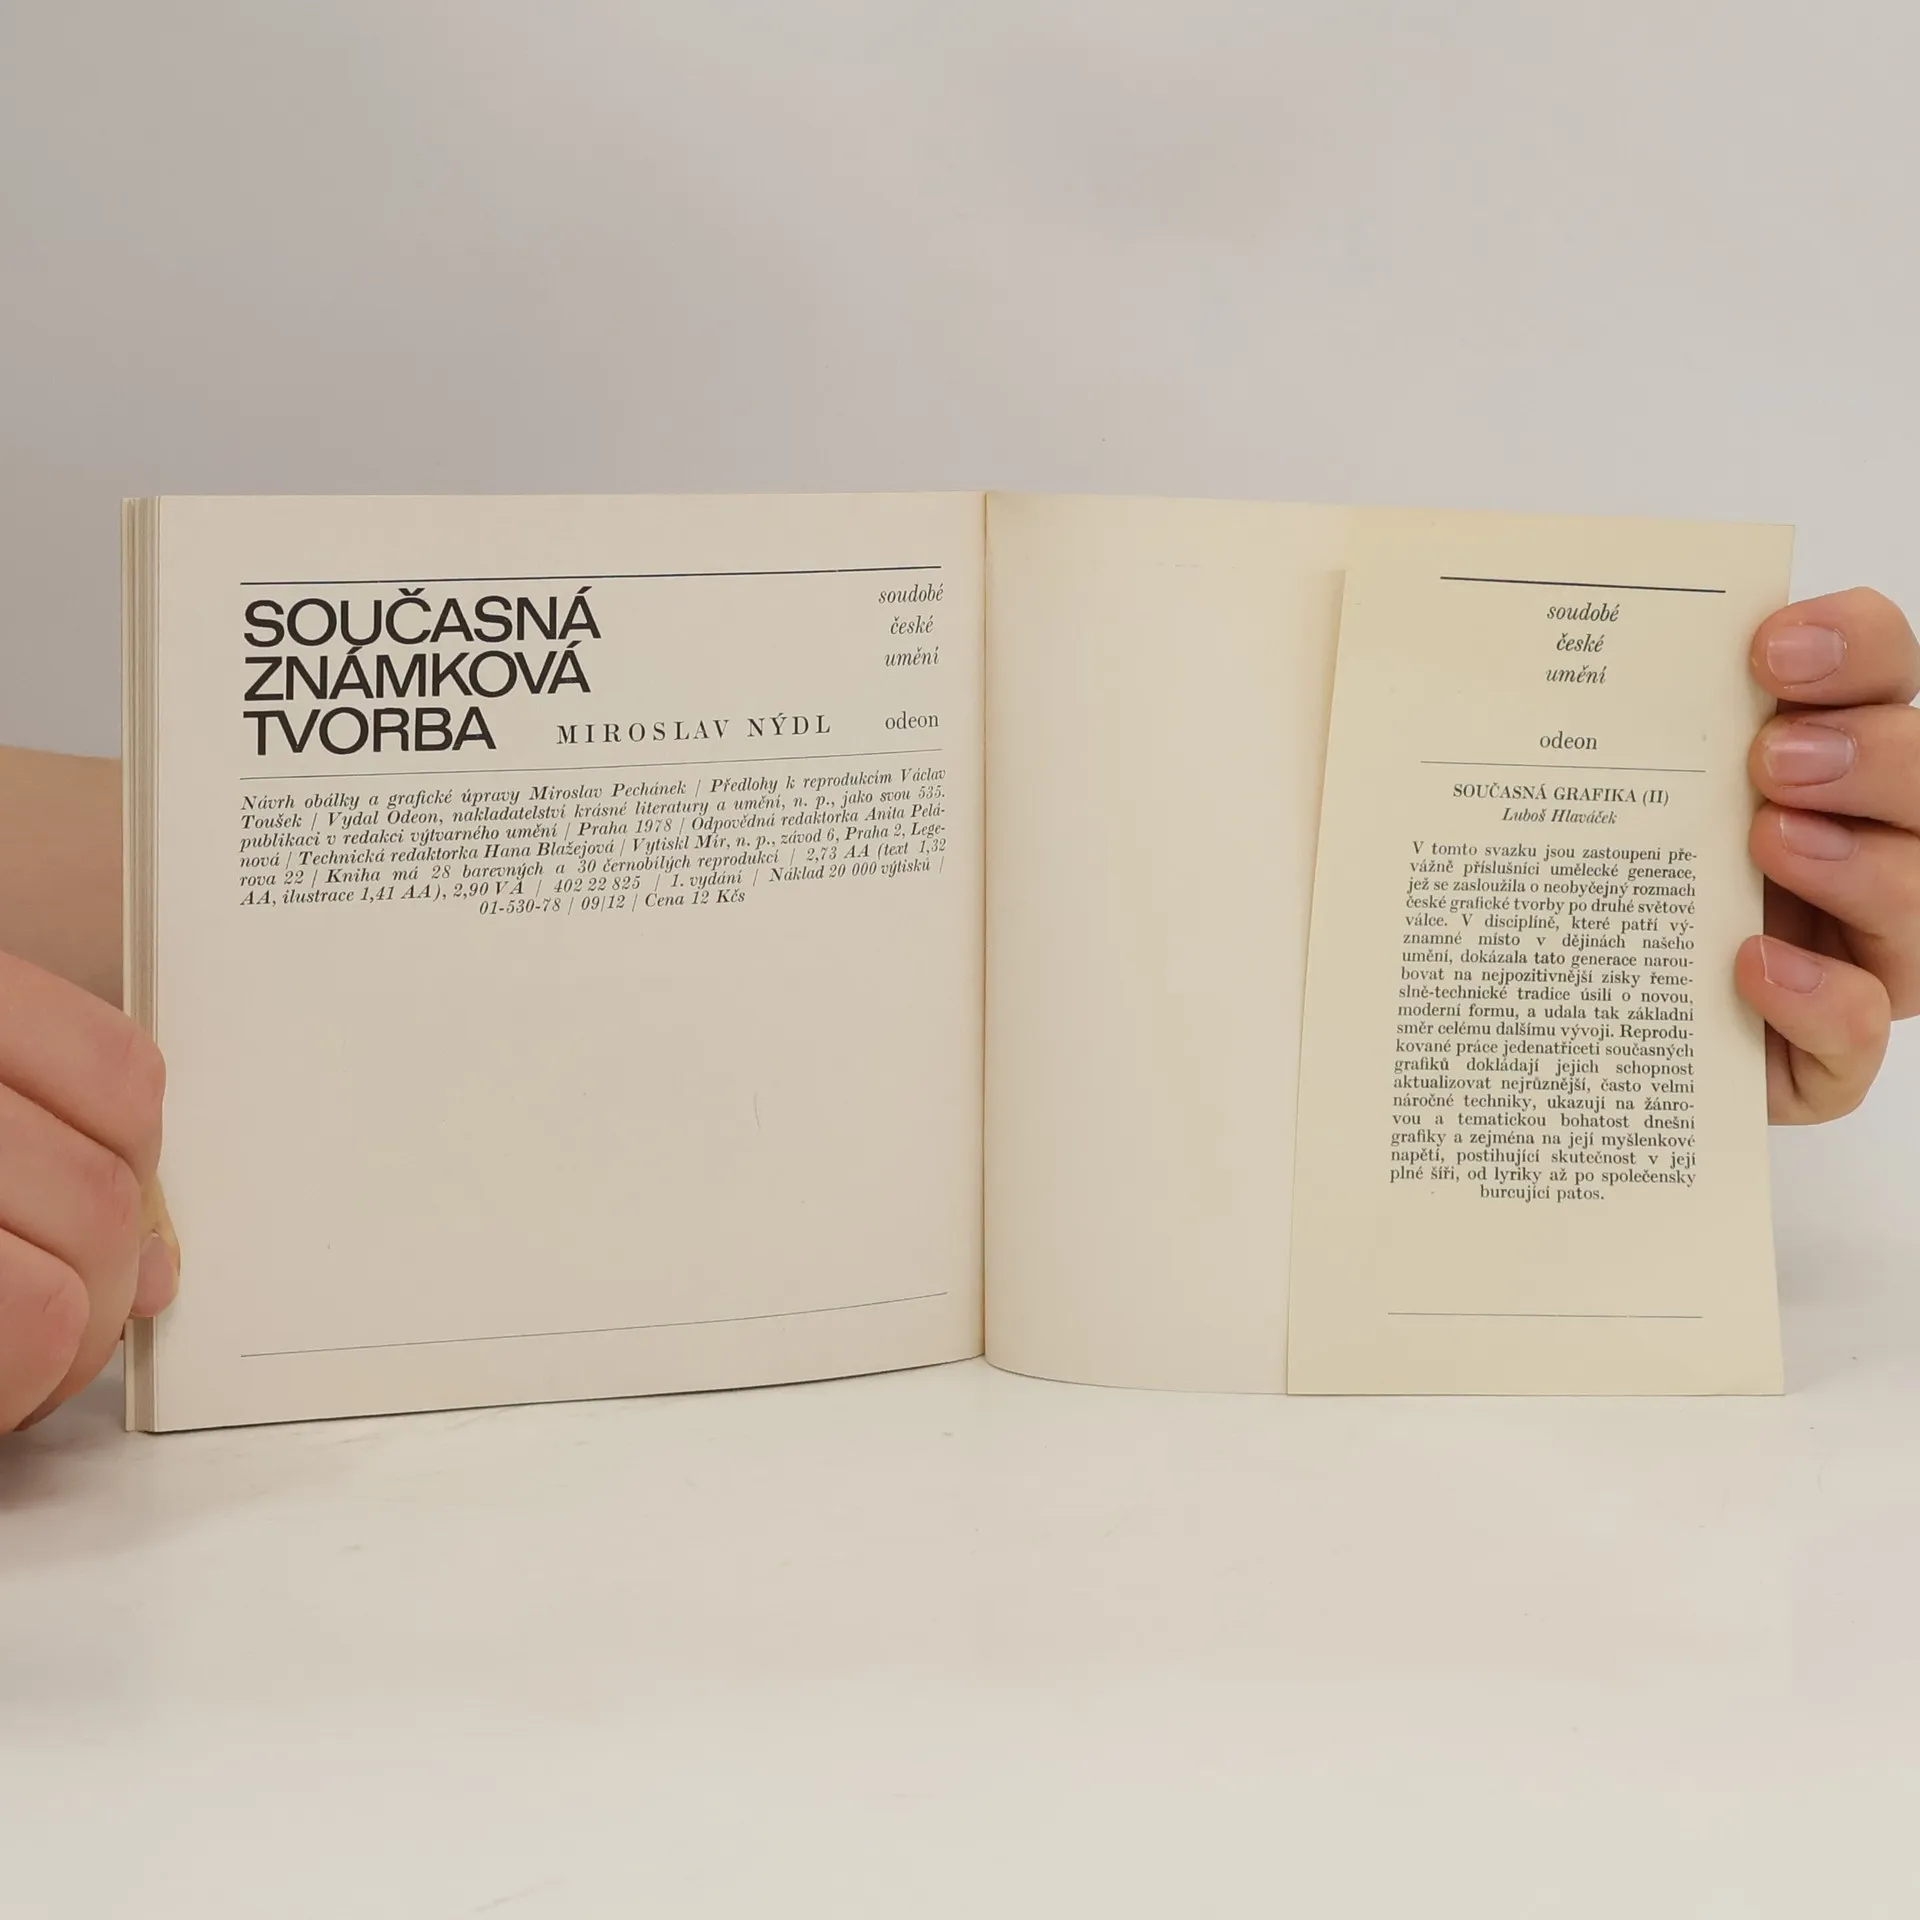 SOUČASNÁ
ZNÁMKOVÁ
TVORBA
MIROSLAV NÝDL
soudobé
české
umění
odeon
Návrh obálky a grafické úpravy Miroslav Pechánek | Předlohy k reprodukcím Václav
Toušek | Vydal Odeon, nakladatelství krásné literatury a umění, n. p., jako svou 535.
publikaci v redakci výtvarného umění | Praha 1978 | Odpovědná redaktorka Anita Pelá-
nová | Technická redaktorka Hana Blažejová | Vytiskl Mír, n. p., závod 6, Praha 2, Lege-
rova 22 | Kniha má 28 barevných a 30 černobílých reprodukcí | 2,73 AA (text 1,32
AA, ilustrace 1,41 AA), 2,90 VA | 402 22 825 | 1. vydání | Náklad 20 000 výtisků |
01-530-78 | 09/12 | Cena 12 Kčs
soudobé
české
umění
odeon
SOUČASNÁ GRAFIKA (II)
Luboš Hlaváček
V tomto svazku jsou zastoupeni pře-
vážně příslušníci umělecké generace,
jež se zasloužila o neobyčejný rozmach
české grafické tvorby po druhé světové
válce. V disciplíně, které patří vý-
znamné místo v dějinách našeho
umění, dokázala tato generace narou-
bovat na nejpozitivnější zisky řeme-
slně-technické tradice úsilí o novou,
moderní formu, a udala tak základní
směr celému dalšímu vývoji. Reprodu-
kované práce jedenatřiceti současných
grafiků dokládají jejich schopnost
aktualizovat nejrůznější, často velmi
náročné techniky, ukazují na žánro-
vou a tematickou bohatost dnešní
grafiky a zejména na její myšlenkové
napětí, postihující skutečnost v její
plné šíři, od lyriky až po společensky
burcující patos.